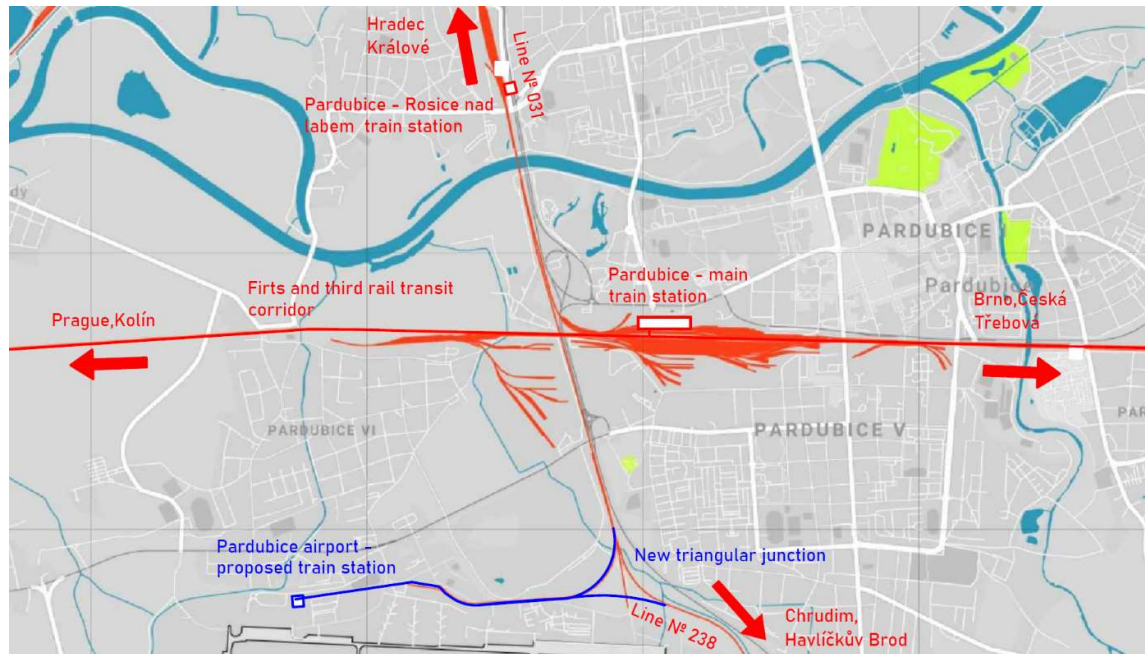 Hradec
Králové
Line № 031
Pardubice - Rosice nad
labem train station
PARDUBICE I
Pardubice - main
train station
Pardubice
Firts and third rail transit
corridor
Prague,Kolín
Brno,Česká
Třebová
PARDUBICE VI
PARDUBICE V
Pardubice airport -
proposed train station
New triangular junction
Line № 238
Chrudim,
Havlíčkův Brod